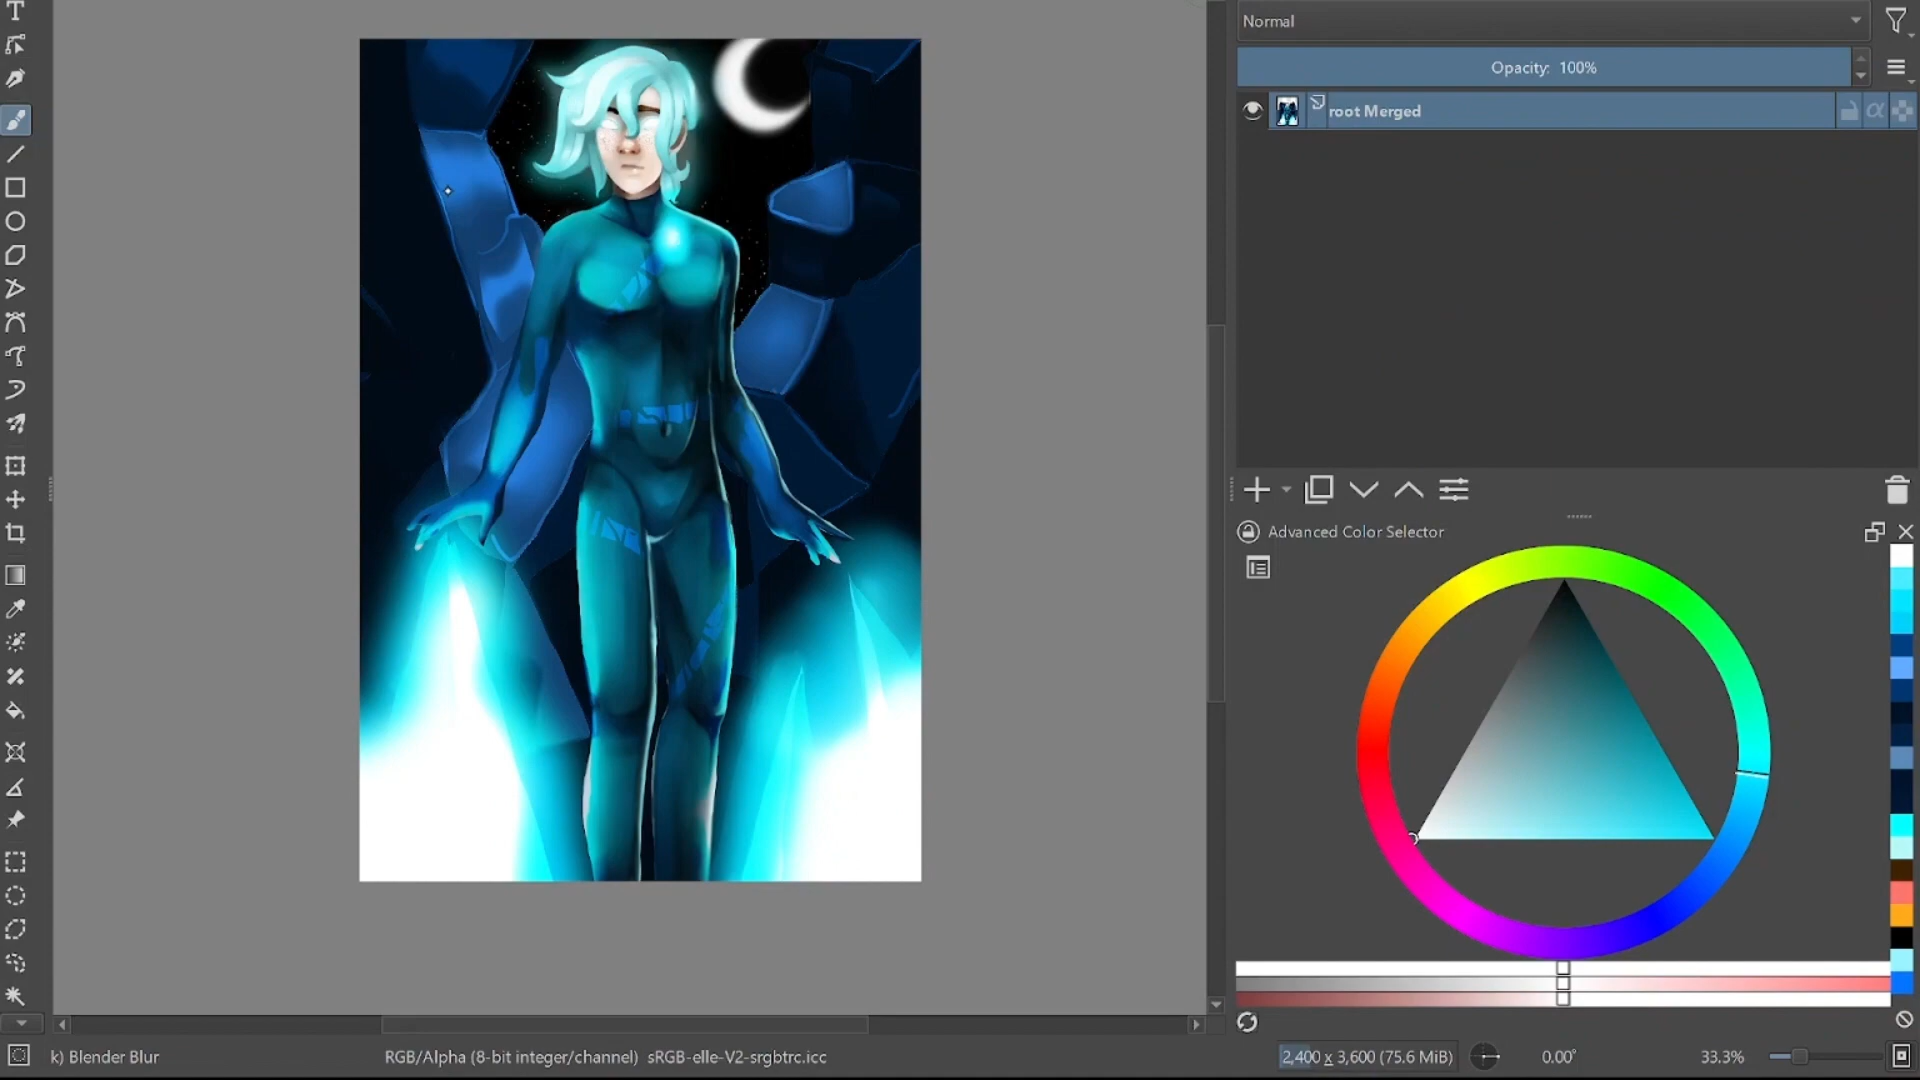 Normal
Opacity: 100%
root Merged
Advanced Color Selector
k) Blender Blur
RGB/Alpha (8-bit integer/channel) sRGB-elle-V2-srgbtrc.icc
2,400 x 3,600 (75.6 MiB)
0.00°
33.3%